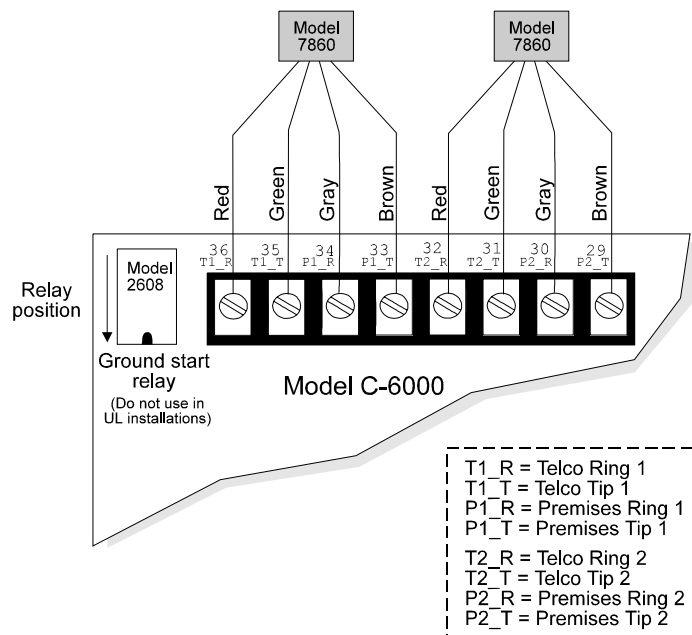 Model
7860
Model
7860
Red
Green
Gray
Brown
Red
Green
Gray
Brown
36
T1_R
35
T1_T
34
P1_R
33
P1_T
32
T2_R
31
T2_T
30
P2_R
29
P2_T
Relay
position
Model
2608
Ground start
relay
(Do not use in
UL installations)
Model C-6000
T1_R = Telco Ring 1
T1_T = Telco Tip 1
P1_R = Premises Ring 1
P1_T = Premises Tip 1
T2_R = Telco Ring 2
T2_T = Telco Tip 2
P2_R = Premises Ring 2
P2_T = Premises Tip 2